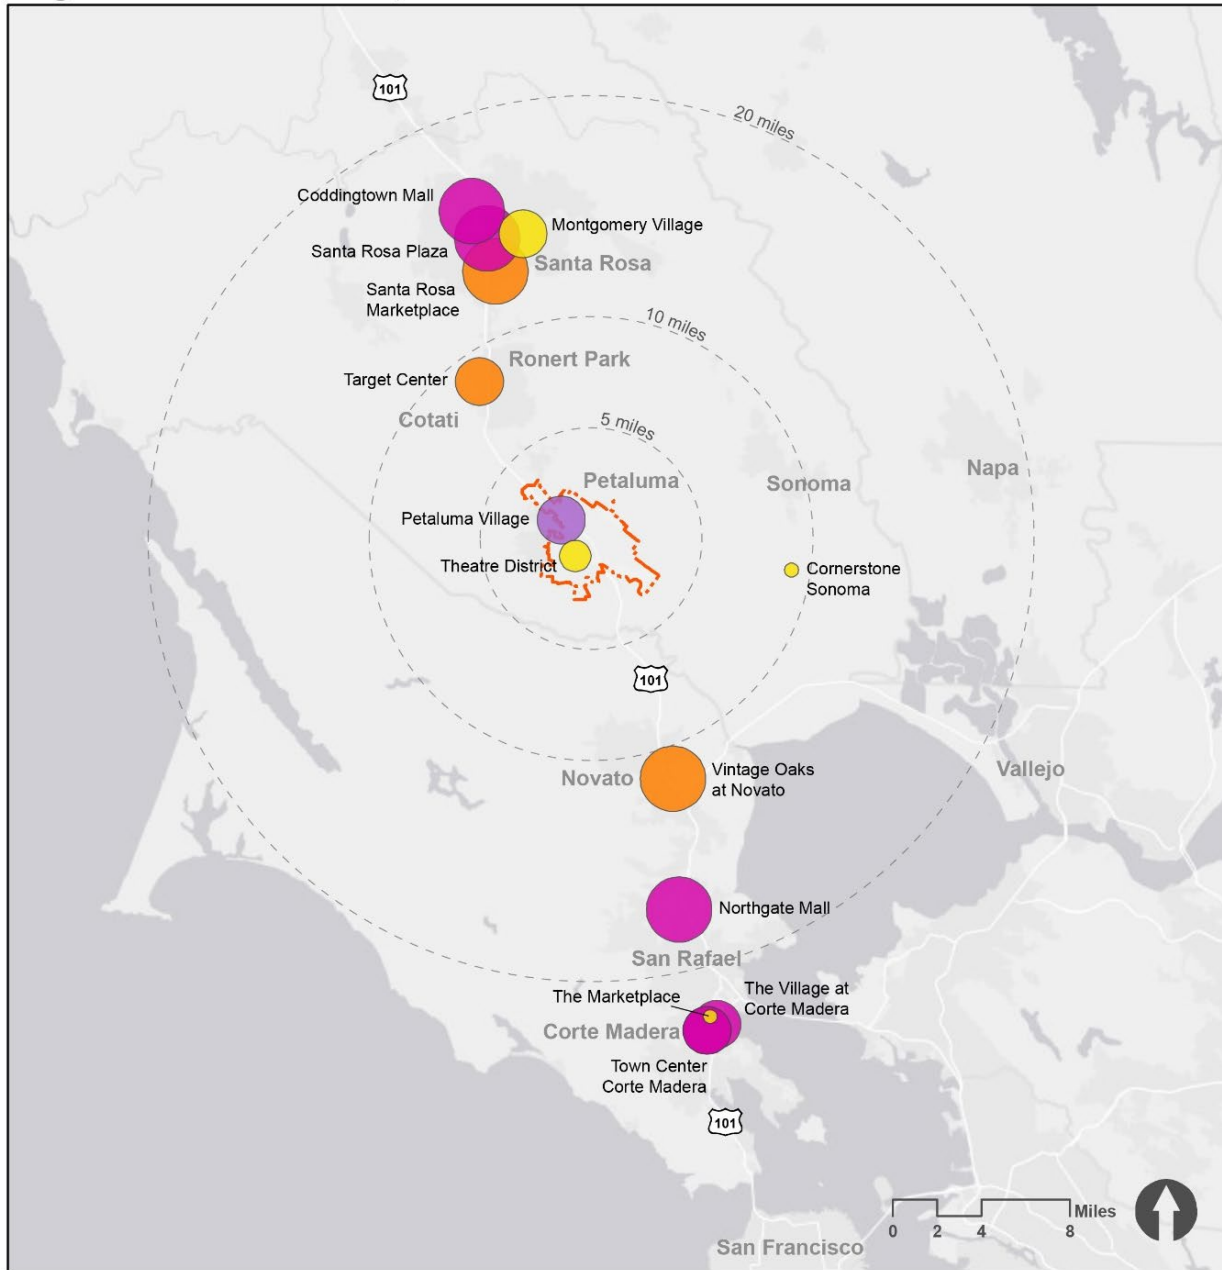 101
20 miles
Coddingtown Mall
Montgomery Village
Santa Rosa Plaza
Santa Rosa
Santa Rosa
Marketplace
10 miles
Ronert Park
Target Center
Cotati
5 miles
Petaluma
Sonoma
Napa
Petaluma Village
Theatre District
Cornerstone
Sonoma
101
Novato
Vintage Oaks
at Novato
Vallejo
Northgate Mall
San Rafael
The Marketplace
The Village at
Corte Madera
Corte Madera
Town Center
Corte Madera
101
Miles
0 2 4 8
San Francisco